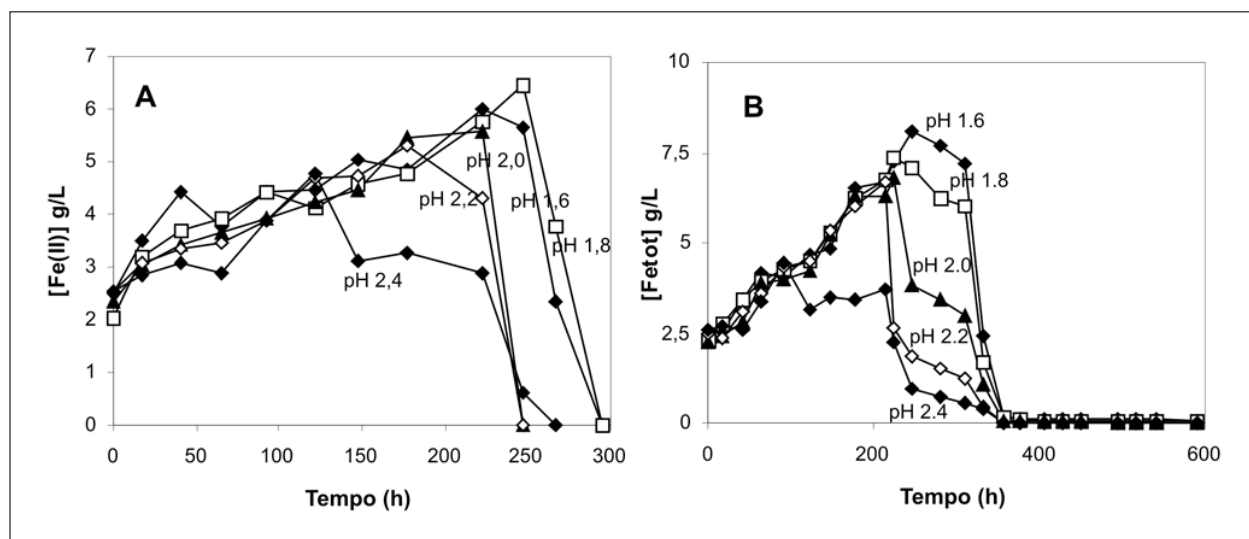 A
[Fe(II)] g/L
7
6
5
4
3
2
1
0
0
50
100
150
200
250
300
Tempo (h)
pH 2,0
pH 2,2
pH 1,6
pH 1,8
pH 2,4
B
[Fetot] g/L
10
7,5
5
2,5
0
0
200
400
600
Tempo (h)
pH 1.6
pH 1.8
pH 2.0
pH 2.2
pH 2.4